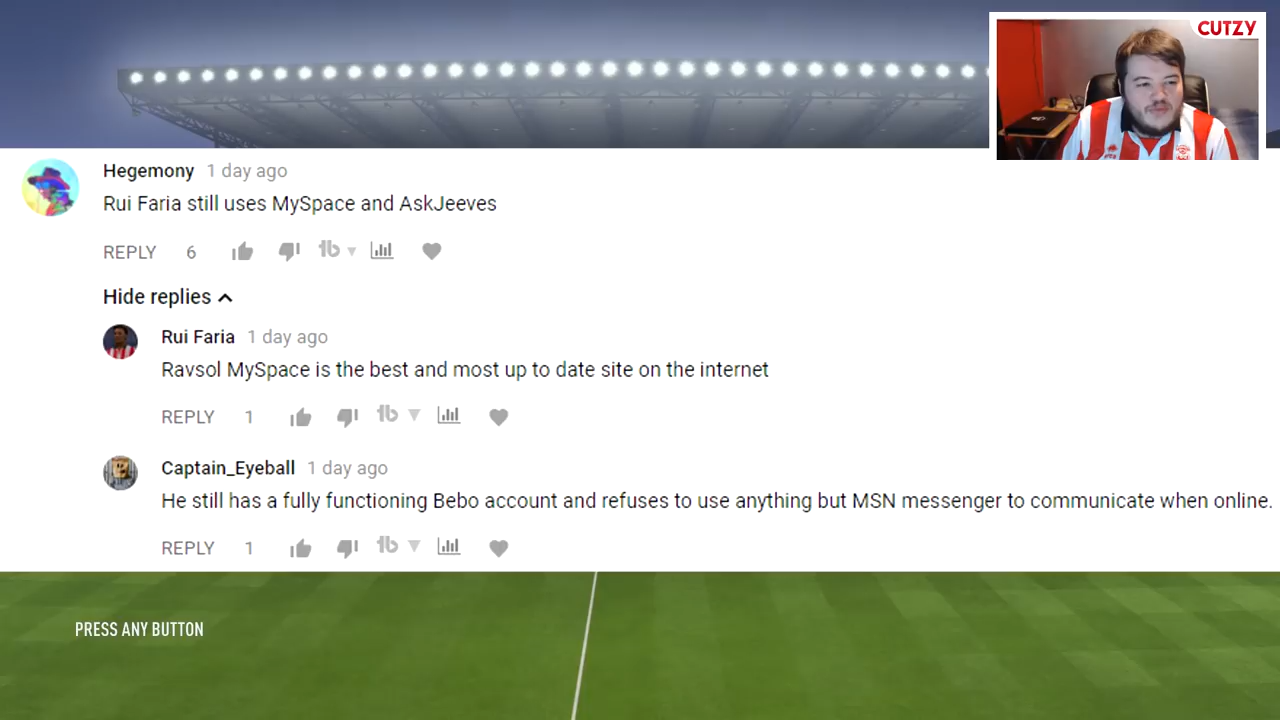 CUTZY
Hegemony 1 day ago
Rui Faria still uses MySpace and AskJeeves
REPLY 6
Hide replies
Rui Faria 1 day ago
Ravsol MySpace is the best and most up to date site on the internet
REPLY 1
Captain_Eyeball 1 day ago
He still has a fully functioning Bebo account and refuses to use anything but MSN messenger to communicate when online.
REPLY 1
PRESS ANY BUTTON